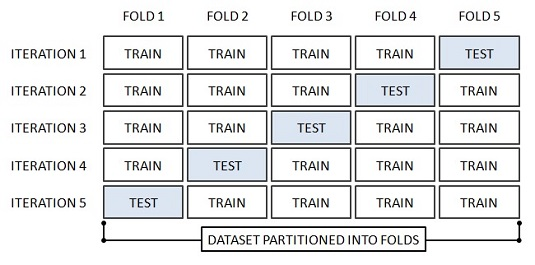 FOLD 1 FOLD 2 FOLD 3 FOLD 4 FOLD 5
ITERATION 1 TRAIN TRAIN TRAIN TRAIN TEST
ITERATION 2 TRAIN TRAIN TRAIN TEST TRAIN
ITERATION 3 TRAIN TRAIN TEST TRAIN TRAIN
ITERATION 4 TRAIN TEST TRAIN TRAIN TRAIN
ITERATION 5 TEST TRAIN TRAIN TRAIN TRAIN
DATASET PARTITIONED INTO FOLDS